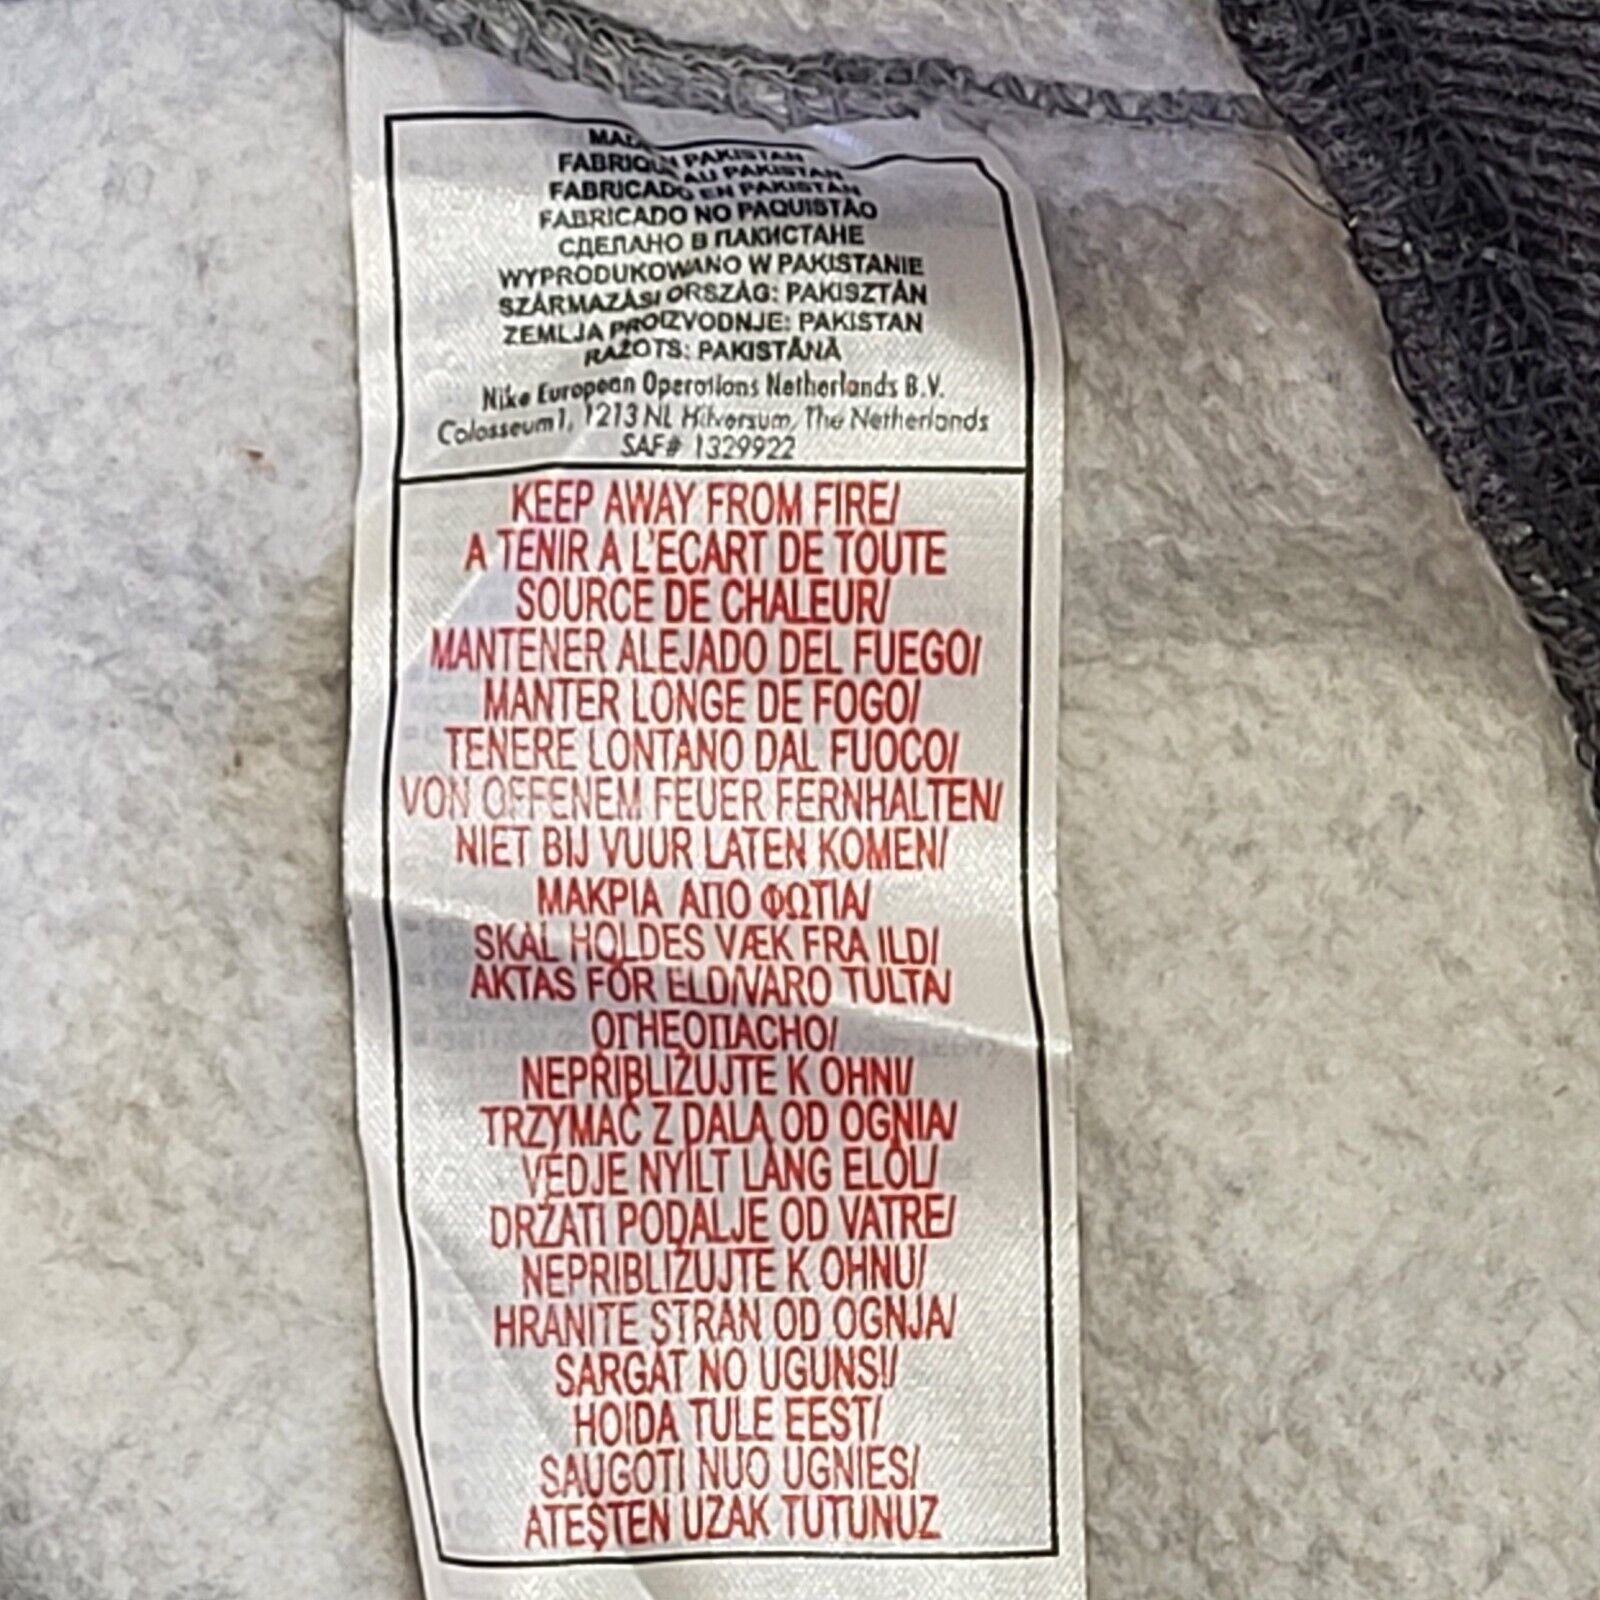 FABRICADO EN PAKISTÁN
FABRICADO NO PAQUISTÃO
СДЕЛАНО В ПАКИСТАНЕ
WYPRODUKOWANO W PAKISTANIE
SZÁRMAZÁSI ORSZÁG: PAKISZTÁN
ZEMLJA PROIZVODNJE: PAKISTAN
RAŽOTS: PAKISTĀNĀ
Nike European Operations Netherlands B.V.
Colosseum1, 1213 NL Hilversum, The Netherlands
SAF# 1329922
KEEP AWAY FROM FIRE/
A TENIR A L'ECART DE TOUTE
SOURCE DE CHALEUR/
MANTENER ALEJADO DEL FUEGO/
MANTER LONGE DE FOGO/
TENERE LONTANO DAL FUOCO/
VON OFFENEM FEUER FERNHALTEN/
NIET BIJ VUUR LATEN KOMEN/
ΜΑΚΡΙΑ ΑΠΟ ΦΩΤΙΑ/
SKAL HOLDES VÆK FRA ILD/
AKTAS FÖR ELD/VARO TULTA/
ОГНЕОПАСНО/
NEPRIBLIŽUJTE K OHNI/
TRZYMAĆ Z DALA OD OGNIA/
VÉDJE NYÍLT LÁNG ELŐL/
DRŽATI PODALJE OD VATRE/
NEPRIBLIŽUJTE K OHNU/
HRANITE STRAN OD OGNJA/
SARGĀT NO UGUNS!/
HOIDA TULE EEST/
SAUGOTI NUO UGNIES/
ATEŞTEN UZAK TUTUNUZ